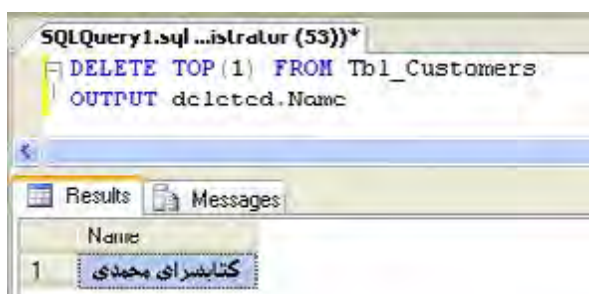 SQLQuery1.sql ...istrator (53))*
DELETE TOP(1) FROM Tbl_Customers
OUTPUT deleted.Name
Results Messages
Name
1 کتابسرای محمدی